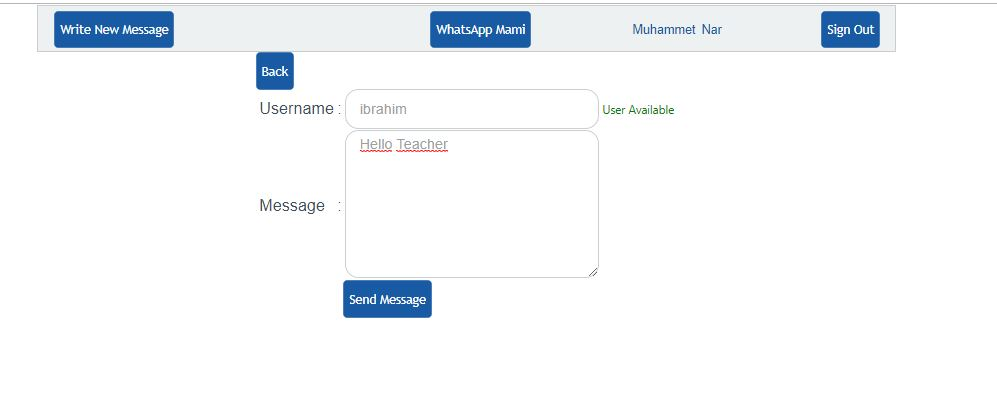 Write New Message WhatsApp Mami Muhammet Nar Sign Out
Back
Username : ibrahim User Available
Hello Teacher
Message :
Send Message